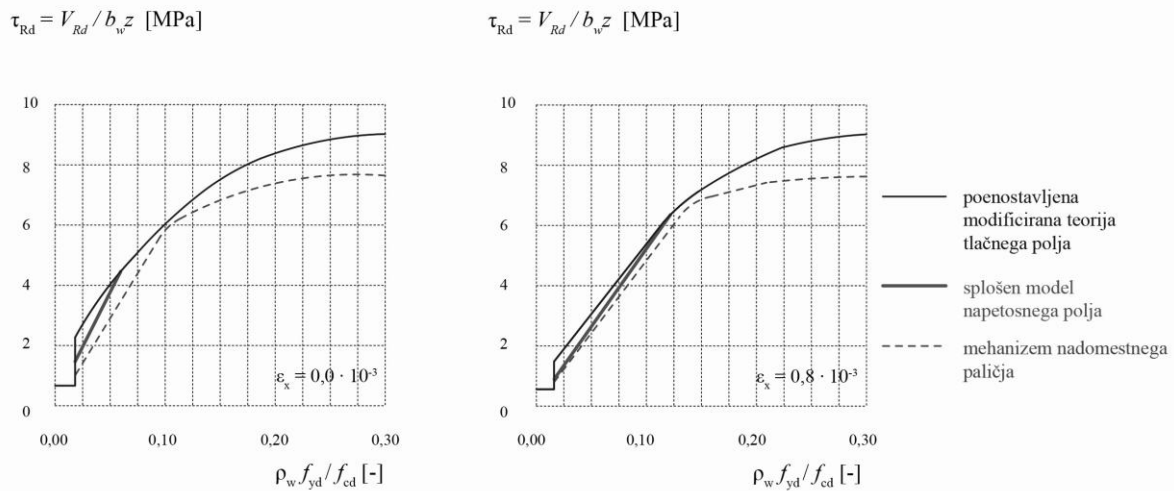 τRd = VRd / bwz [MPa]
10
8
6
4
2
0
εx = 0,0 · 10-3
0,00 0,10 0,20 0,30
ρw fyd / fcd [-]
τRd = VRd / bwz [MPa]
10
8
6
4
2
0
εx = 0,8 · 10-3
0,00 0,10 0,20 0,30
ρw fyd / fcd [-]
poenostavljena
modificirana teorija
tlačnega polja
splošen model
napetosnega polja
mehanizem nadomestnega
paličja